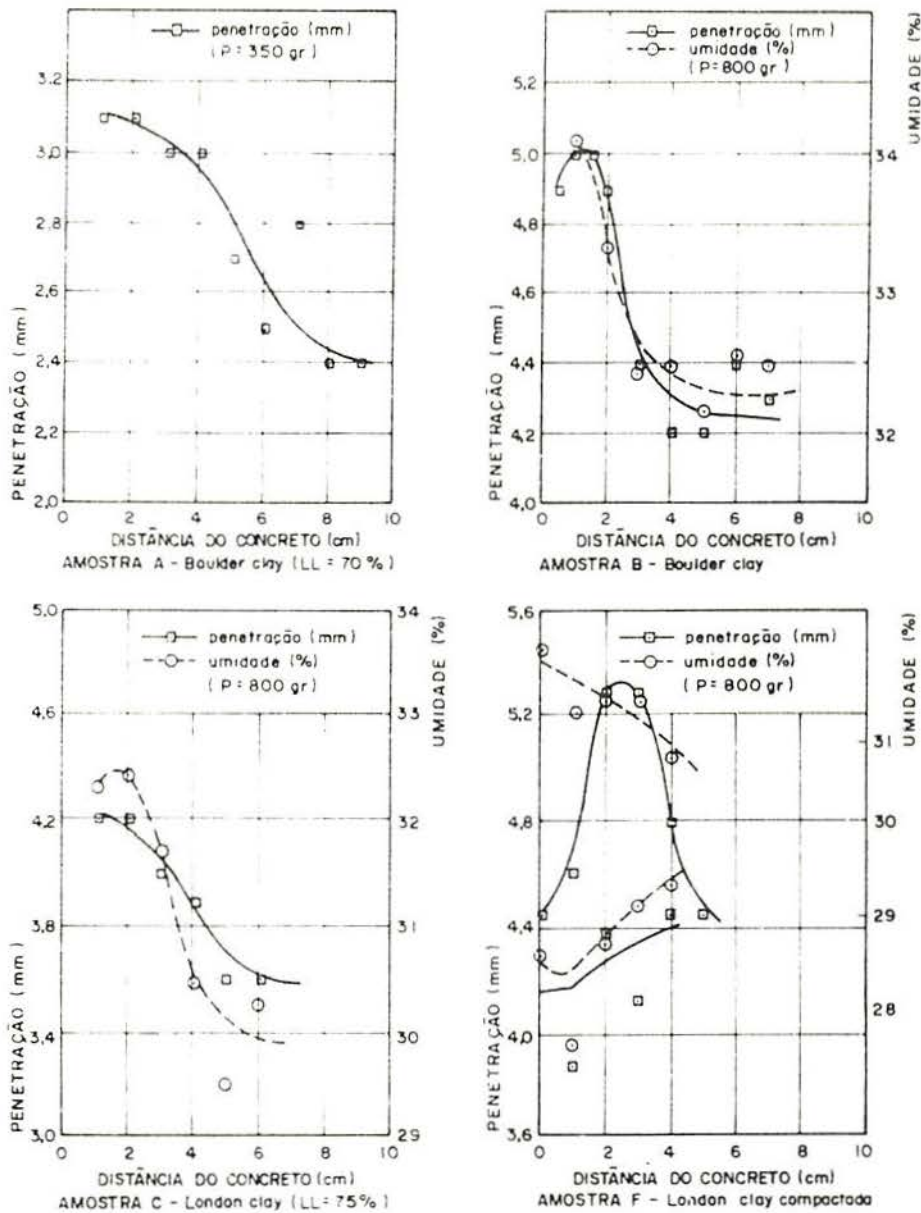 penetração (mm)
(P= 350 gr)
3,2
3,0
2,8
2,6
2,4
2,2
2,0
PENETRAÇÃO (mm)
0 2 4 6 8 10
DISTÂNCIA DO CONCRETO (cm)
AMOSTRA A - Boulder clay (LL = 70 %)
penetração (mm)
umidade (%)
(P=800 gr)
5,2
5,0
4,8
4,6
4,4
4,2
4,0
PENETRAÇÃO (mm)
34
33
32
UMIDADE (%)
0 2 4 6 8 10
DISTÂNCIA DO CONCRETO (cm)
AMOSTRA B - Boulder clay
penetração (mm)
umidade (%)
(P=800 gr)
5,0
4,6
4,2
3,8
3,4
3,0
PENETRAÇÃO (mm)
34
33
32
31
30
29
UMIDADE (%)
0 2 4 6 8 10
DISTÂNCIA DO CONCRETO (cm)
AMOSTRA C - London clay (LL= 75%)
penetração (mm)
umidade (%)
(P=800 gr)
5,6
5,2
4,8
4,4
4,0
3,6
PENETRAÇÃO (mm)
31
30
29
28
UMIDADE (%)
0 2 4 6 8 10
DISTÂNCIA DO CONCRETO (cm)
AMOSTRA F - London clay compactada